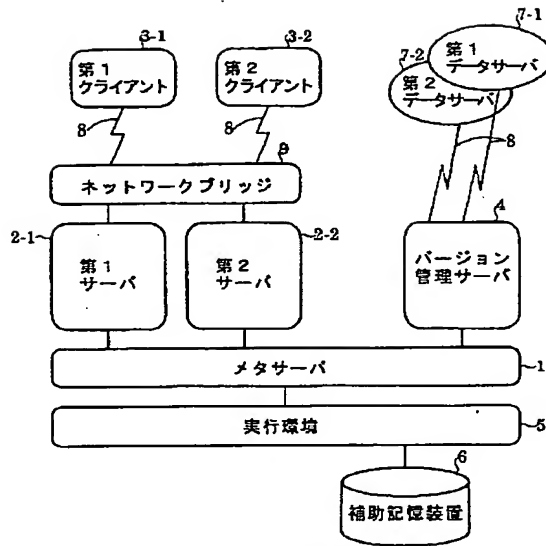 3-1
第1
クライアント
3-2
第2
クライアント
7-1
第1
データサーバ
7-2
第2
データサーバ
8
8
8
9
ネットワークブリッジ
2-1
第1
サーバ
2-2
第2
サーバ
4
バージョン
管理サーバ
メタサーバ
1
実行環境
5
6
補助記憶装置